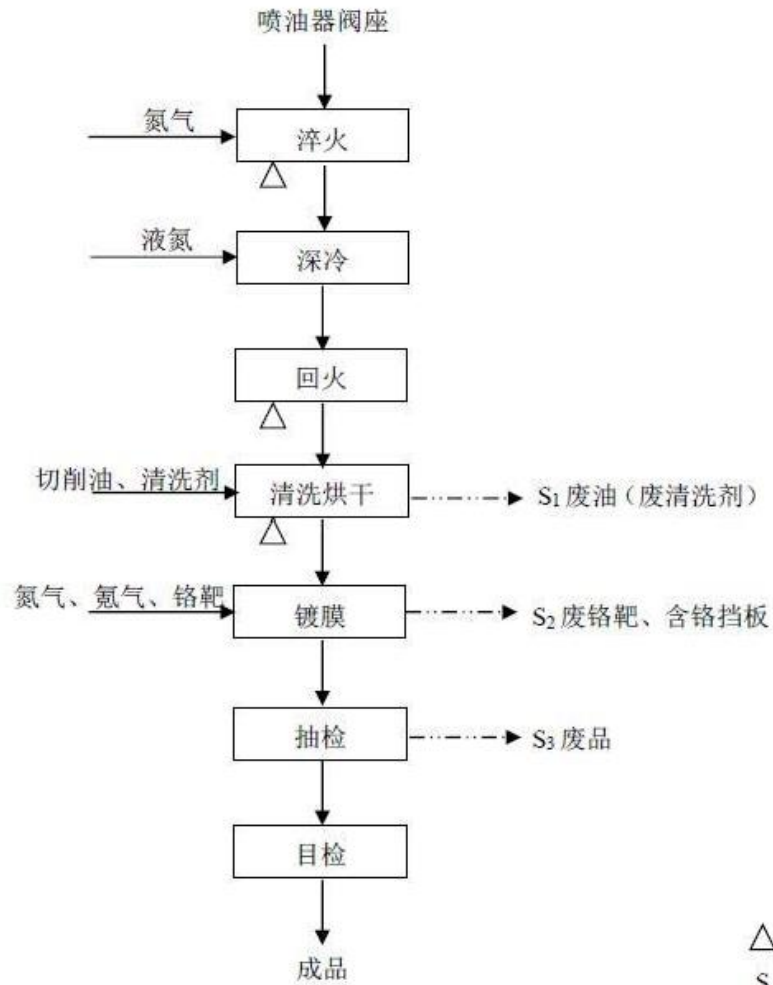 喷油器阀座
氮气
淬火
△
液氮
深冷
回火
△
切削油、清洗剂
清洗烘干
S₁ 废油（废清洗剂）
△
氮气、氪气、铬靶
镀膜
S₂ 废铬靶、含铬挡板
抽检
S₃ 废品
目检
成品
△
S